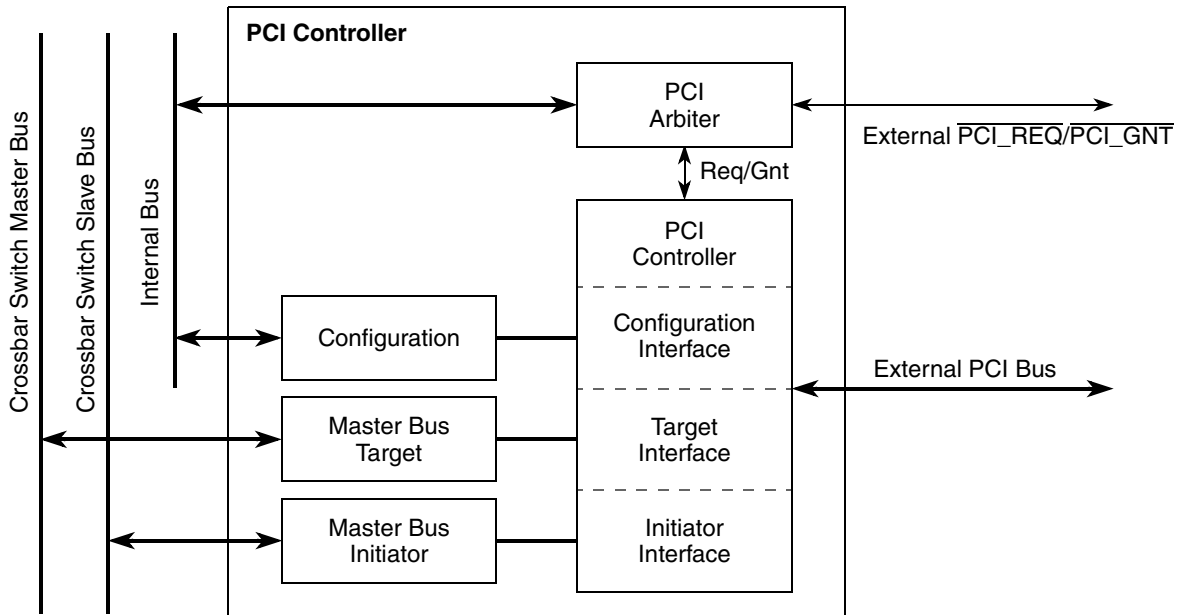 PCI Controller
PCI
Arbiter
External PCI_REQ/PCI_GNT
Req/Gnt
Crossbar Switch Master Bus
Crossbar Switch Slave Bus
Internal Bus
PCI
Controller
Configuration
Configuration
Interface
External PCI Bus
Master Bus
Target
Target
Interface
Master Bus
Initiator
Initiator
Interface